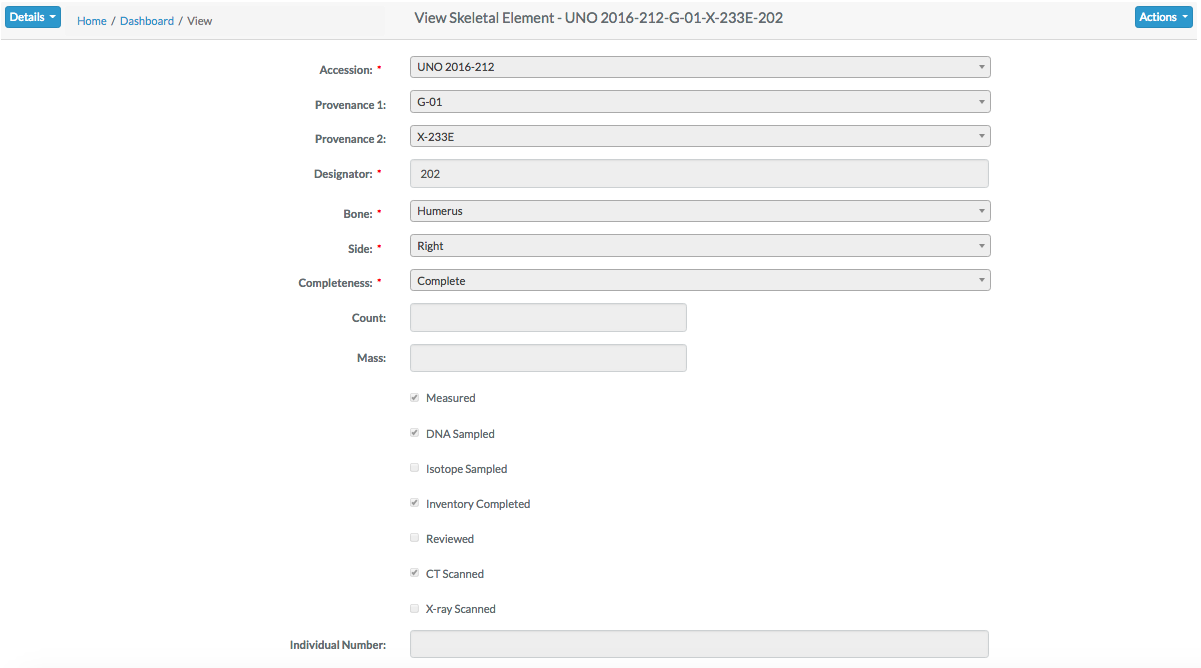 Details
Home / Dashboard / View
View Skeletal Element - UNO 2016-212-G-01-X-233E-202
Actions
Accession: * UNO 2016-212
Provenance 1: G-01
Provenance 2: X-233E
Designator: * 202
Bone: * Humerus
Side: * Right
Completeness: * Complete
Count:
Mass:
Measured
DNA Sampled
Isotope Sampled
Inventory Completed
Reviewed
CT Scanned
X-ray Scanned
Individual Number: